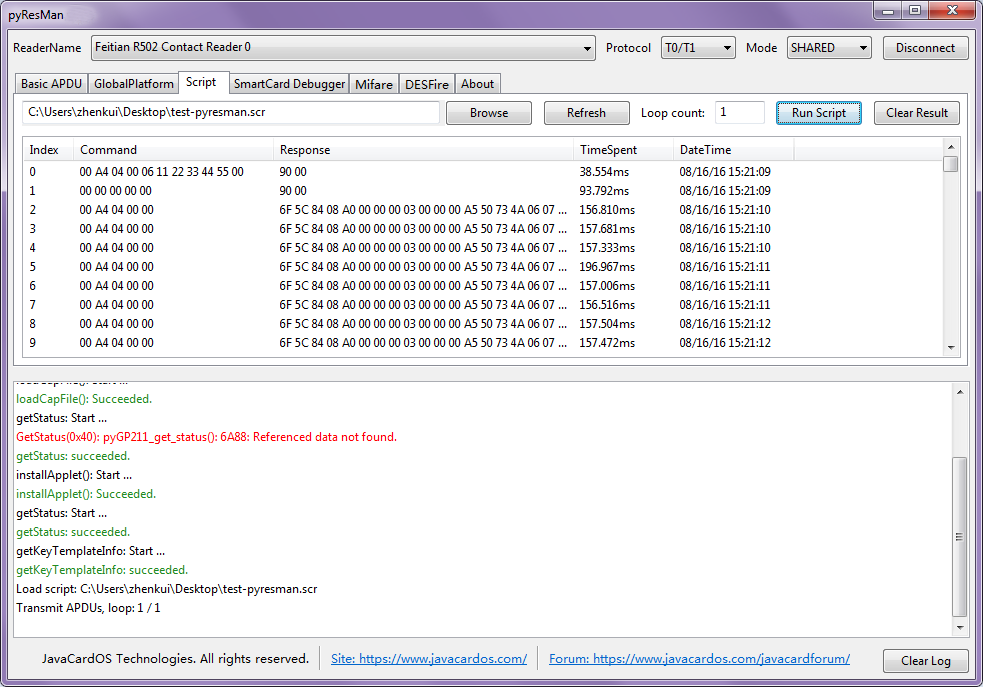 pyResMan
ReaderName Feitian R502 Contact Reader 0 Protocol T0/T1 Mode SHARED Disconnect
Basic APDU GlobalPlatform Script SmartCard Debugger Mifare DESFire About
C:\Users\zhenkui\Desktop\test-pyresman.scr Browse Refresh Loop count: 1 Run Script Clear Result
Index Command Response TimeSpent DateTime
0 00 A4 04 00 06 11 22 33 44 55 00 90 00 38.554ms 08/16/16 15:21:09
1 00 00 00 00 00 90 00 93.792ms 08/16/16 15:21:09
2 00 A4 04 00 00 6F 5C 84 08 A0 00 00 00 03 00 00 00 A5 50 73 4A 06 07 ... 156.810ms 08/16/16 15:21:10
3 00 A4 04 00 00 6F 5C 84 08 A0 00 00 00 03 00 00 00 A5 50 73 4A 06 07 ... 157.681ms 08/16/16 15:21:10
4 00 A4 04 00 00 6F 5C 84 08 A0 00 00 00 03 00 00 00 A5 50 73 4A 06 07 ... 157.333ms 08/16/16 15:21:10
5 00 A4 04 00 00 6F 5C 84 08 A0 00 00 00 03 00 00 00 A5 50 73 4A 06 07 ... 196.967ms 08/16/16 15:21:11
6 00 A4 04 00 00 6F 5C 84 08 A0 00 00 00 03 00 00 00 A5 50 73 4A 06 07 ... 157.006ms 08/16/16 15:21:11
7 00 A4 04 00 00 6F 5C 84 08 A0 00 00 00 03 00 00 00 A5 50 73 4A 06 07 ... 156.516ms 08/16/16 15:21:11
8 00 A4 04 00 00 6F 5C 84 08 A0 00 00 00 03 00 00 00 A5 50 73 4A 06 07 ... 157.504ms 08/16/16 15:21:12
9 00 A4 04 00 00 6F 5C 84 08 A0 00 00 00 03 00 00 00 A5 50 73 4A 06 07 ... 157.472ms 08/16/16 15:21:12
loadCapFile(): Start ...
loadCapFile(): Succeeded.
getStatus: Start ...
GetStatus(0x40): pyGP211_get_status(): 6A88: Referenced data not found.
getStatus: succeeded.
installApplet(): Start ...
installApplet(): Succeeded.
getStatus: Start ...
getStatus: succeeded.
getKeyTemplateInfo: Start ...
getKeyTemplateInfo: succeeded.
Load script: C:\Users\zhenkui\Desktop\test-pyresman.scr
Transmit APDUs, loop: 1 / 1
JavaCardOS Technologies. All rights reserved. Site: https://www.javacardos.com/ Forum: https://www.javacardos.com/javacardforum/ Clear Log